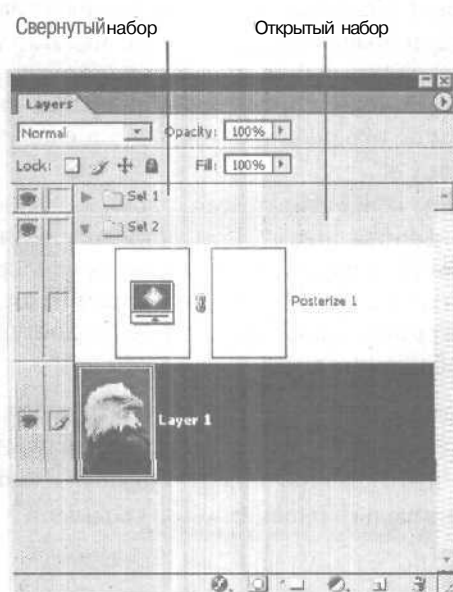 Свернутый набор Открытый набор
Layers
Normal Opacity: 100%
Lock: Fill: 100%
Set 1
Set 2
Posterize 1
Layer 1